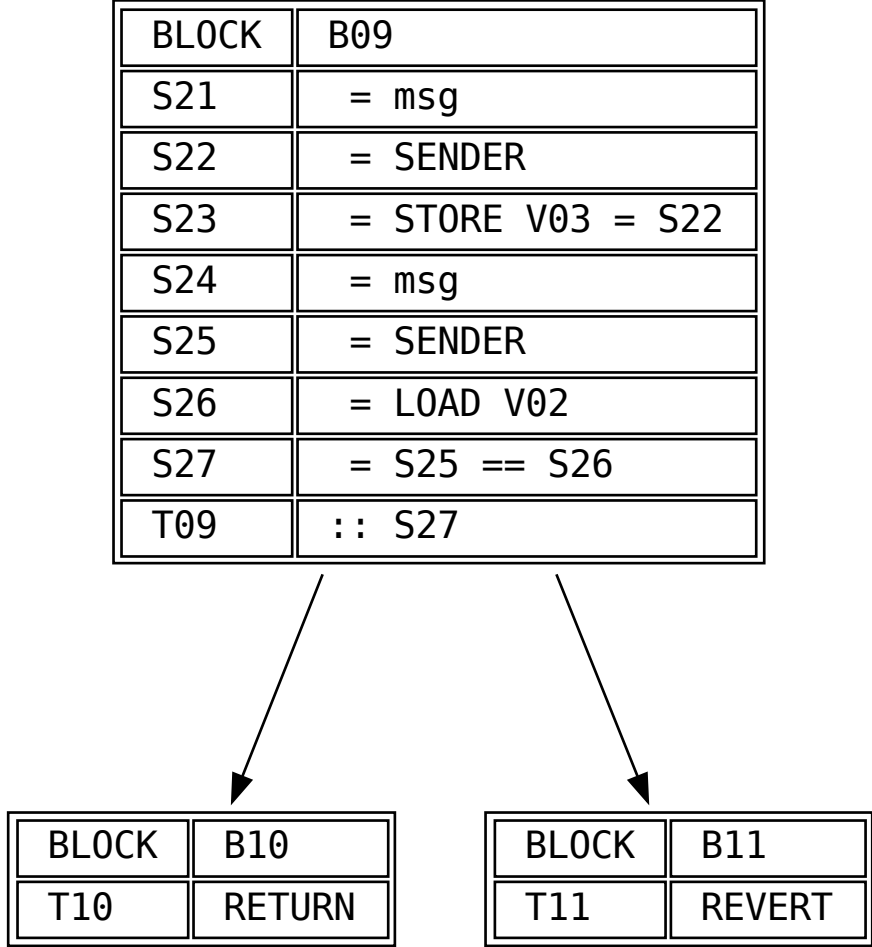 BLOCK B09
S21 = msg
S22 = SENDER
S23 = STORE V03 = S22
S24 = msg
S25 = SENDER
S26 = LOAD V02
S27 = S25 == S26
T09 :: S27
BLOCK B10
T10 RETURN
BLOCK B11
T11 REVERT